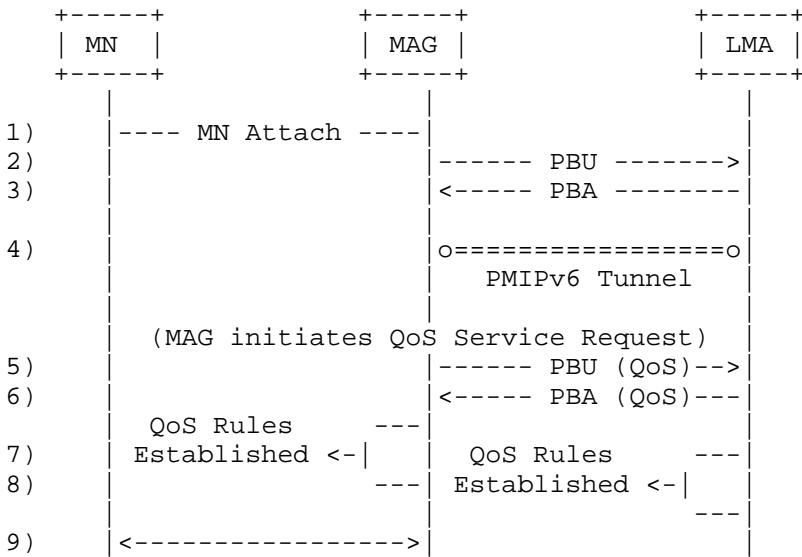 +-----+                 +-----+                +-----+
| MN  |                 | MAG |                | LMA |
+-----+                 +-----+                +-----+
|                       |                      |
1)      |---- MN Attach ----|                      |
2)      |                       |------ PBU ------->|
3)      |                       |<----- PBA --------|
|                       |                      |
4)      |                       |o=================o|
|                       |   PMIPv6 Tunnel      |
|                       |                      |
|  (MAG initiates QoS Service Request)  |
5)      |                       |------ PBU (QoS)-->|
6)      |                       |<----- PBA (QoS)---|
|  QoS Rules     ---|                      |
7)      | Established <-|   |  QoS Rules      ---|
8)      |                ---| Established <-|  |
|                       |                   ---|
9)      |<----------------->|                      |